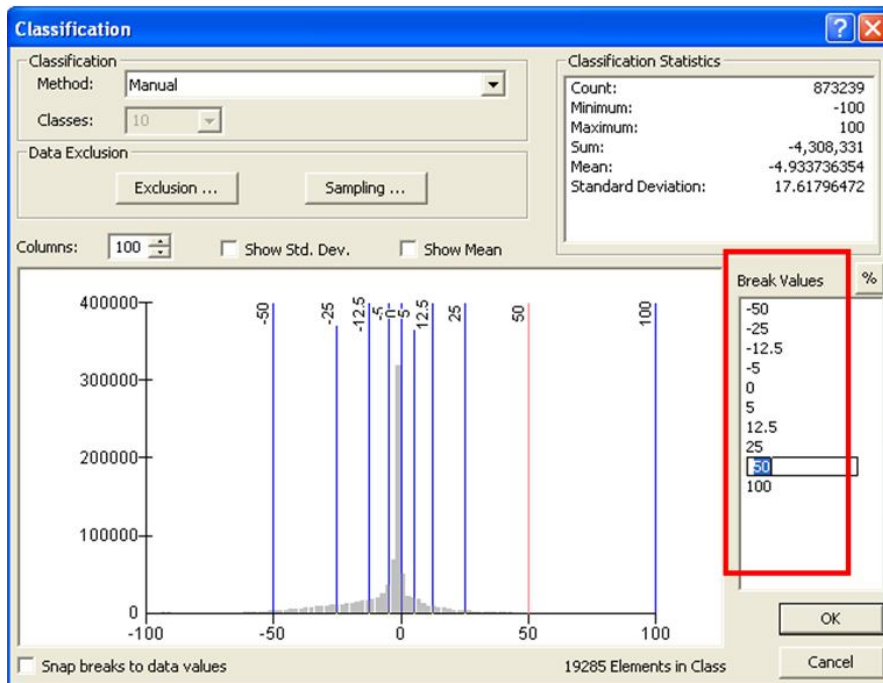 Classification
Classification
Method: Manual
Classes: 10
Data Exclusion
Exclusion ...
Sampling ...
Classification Statistics
Count: 873239
Minimum: -100
Maximum: 100
Sum: -4,308,331
Mean: -4.933736354
Standard Deviation: 17.61796472
Columns: 100
Show Std. Dev.
Show Mean
Break Values
%
400000
300000
200000
100000
0
-50
-25
-12.5
-5
0
5
12.5
25
50
100
-100
-50
0
50
100
-50
-25
-12.5
-5
0
5
12.5
25
50
100
OK
Cancel
Snap breaks to data values
19285 Elements in Class